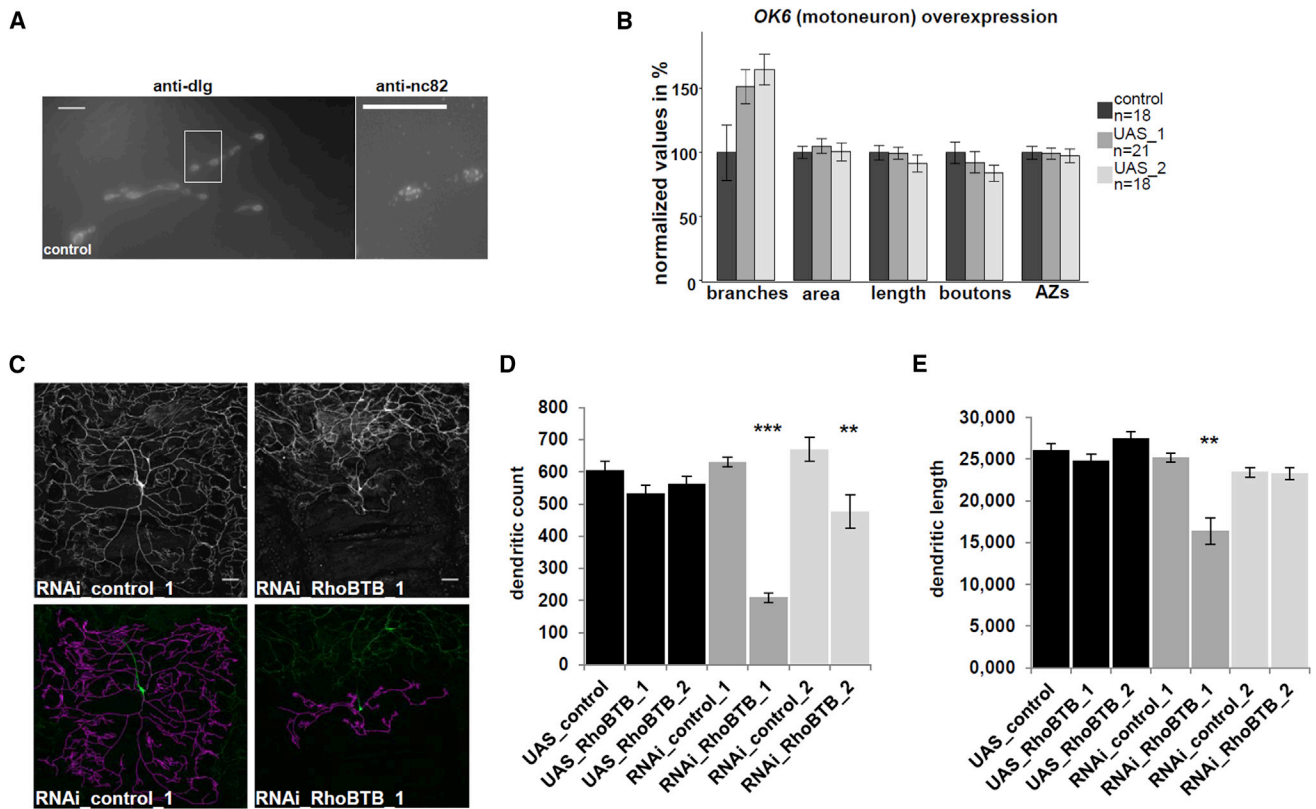 A
anti-dlg
anti-nc82
control
B
OK6 (motoneuron) overexpression
normalized values in %
150
100
50
0
branches
area
length
boutons
AZs
control
n=18
UAS_1
n=21
UAS_2
n=18
C
RNAi_control_1
RNAi_RhoBTB_1
RNAi_control_1
RNAi_RhoBTB_1
D
dendritic count
800
700
600
500
400
300
200
100
0
***
**
UAS_control
UAS_RhoBTB_1
UAS_RhoBTB_2
RNAi_control_1
RNAi_RhoBTB_1
RNAi_control_2
RNAi_RhoBTB_2
E
dendritic length
30,000
25,000
20,000
15,000
10,000
5,000
0,000
**
UAS_control
UAS_RhoBTB_1
UAS_RhoBTB_2
RNAi_control_1
RNAi_RhoBTB_1
RNAi_control_2
RNAi_RhoBTB_2